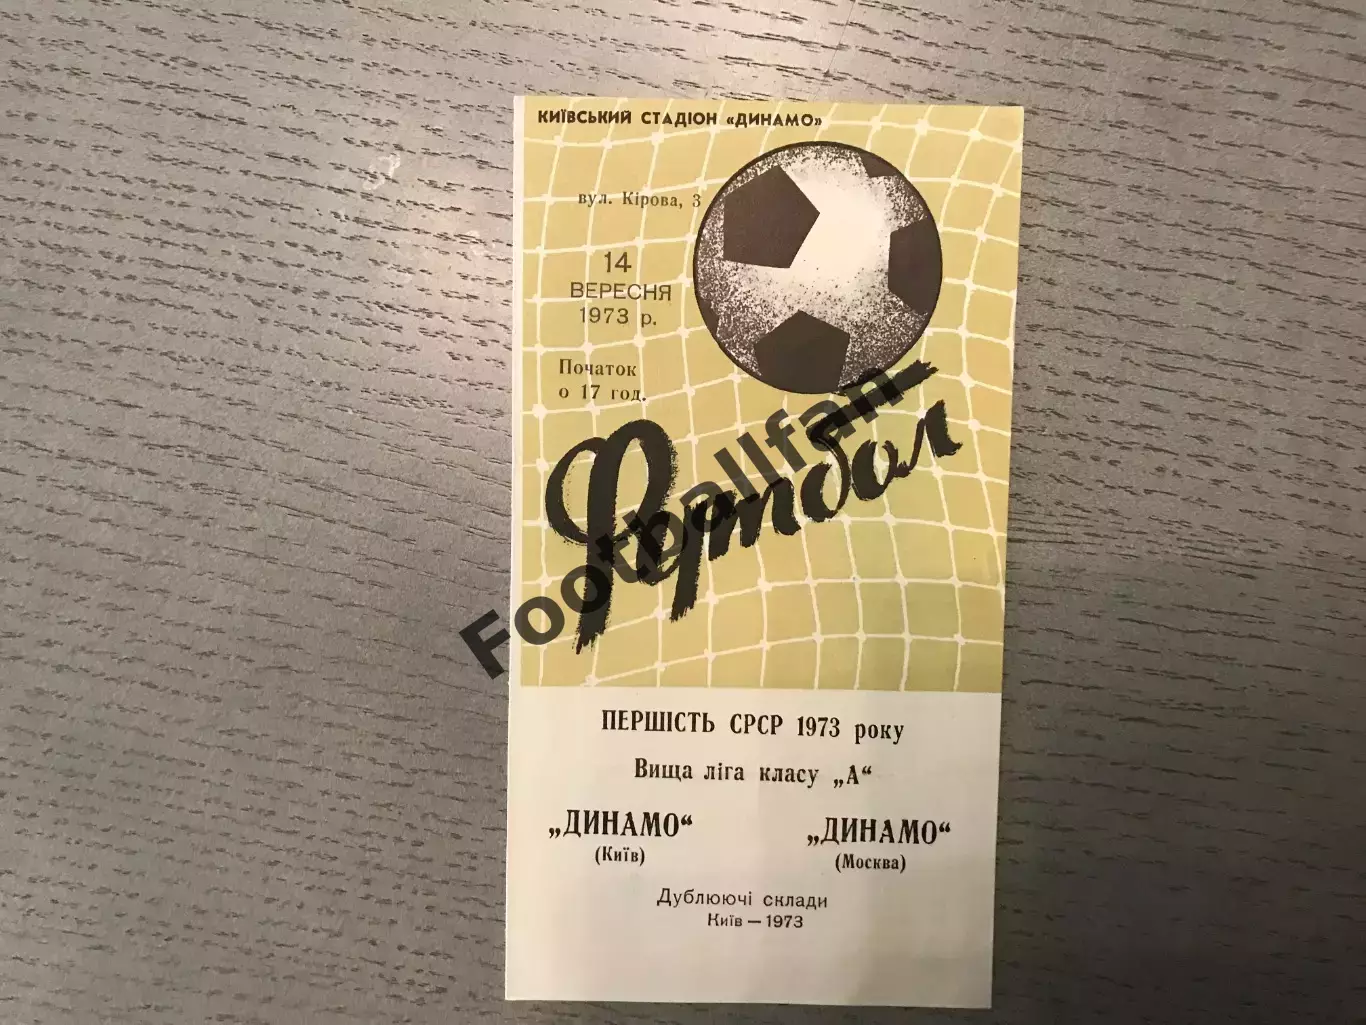 КИЇВСЬКИЙ СТАДІОН «ДИНАМО»
вул. Кірова, 3
14
ВЕРЕСНЯ
1973 р.
Початок
о 17 год.
Футбол
Footballfan
ПЕРШІСТЬ СРСР 1973 року
Вища ліга класу „А“
„ДИНАМО“ „ДИНАМО“
(Київ) (Москва)
Дублюючі склади
Київ — 1973